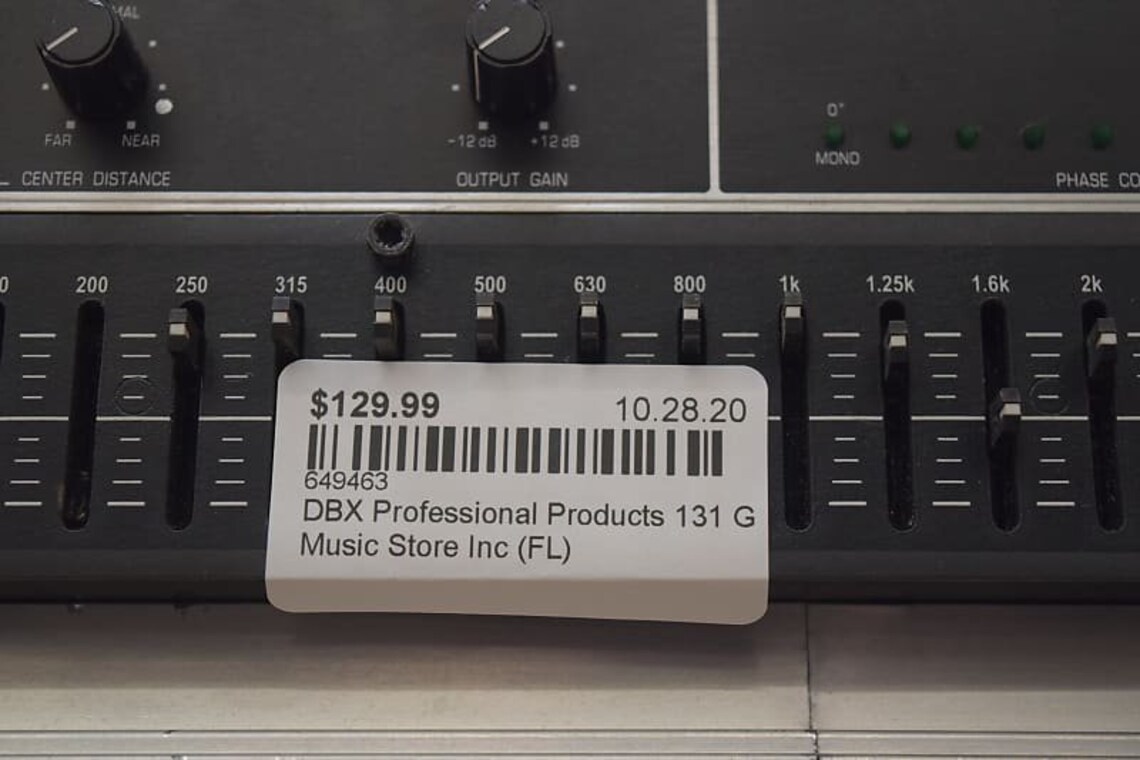 FAR NEAR
-12 dB +12 dB
0°
MONO
CENTER DISTANCE
OUTPUT GAIN
200 250 315 400 500 630 800 1k 1.25k 1.6k 2k
$129.99 10.28.20
649463
DBX Professional Products 131 G
Music Store Inc (FL)